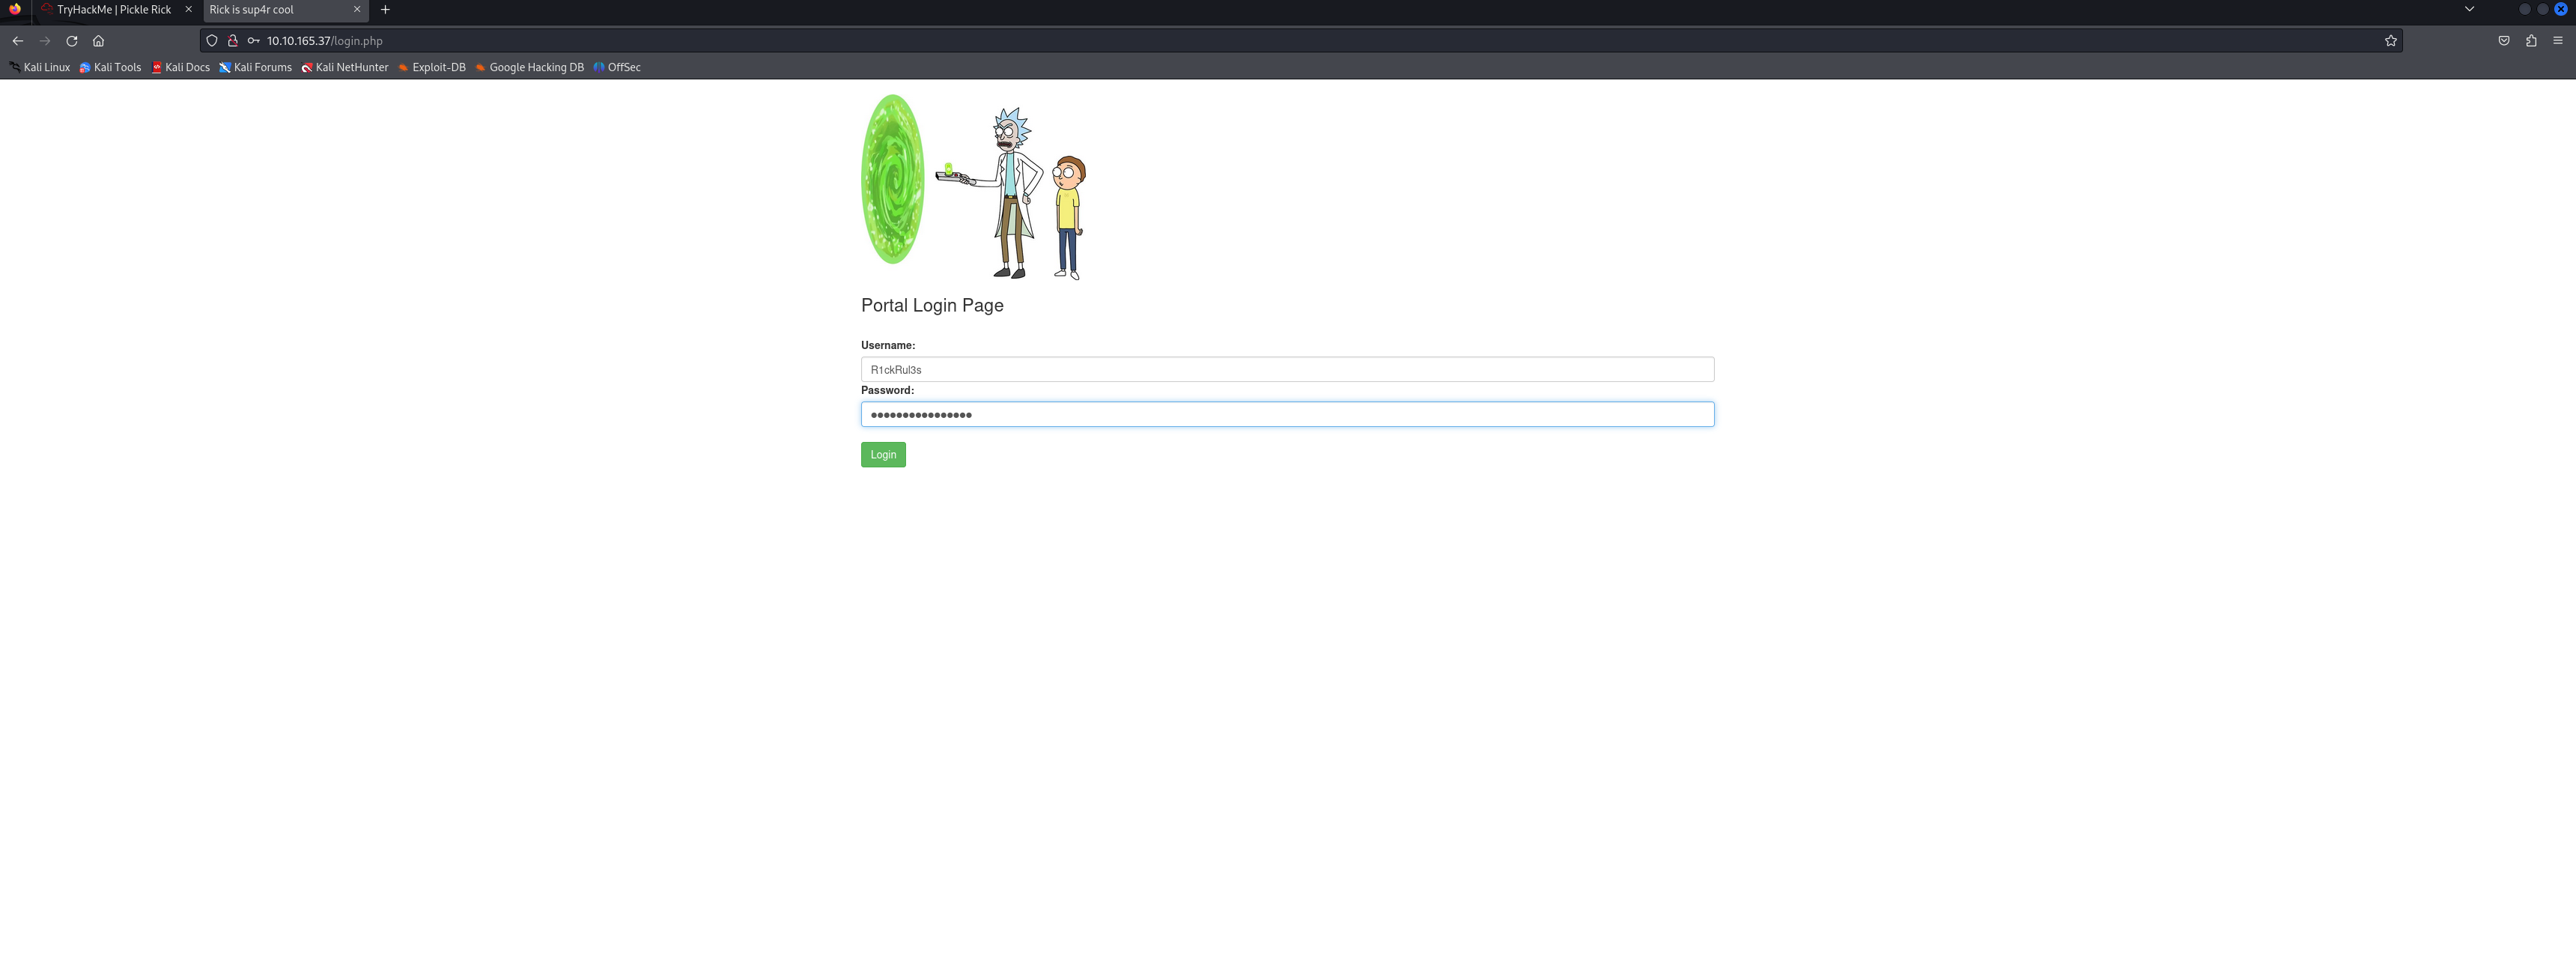 TryHackMe | Pickle Rick
Rick is sup4r cool
10.10.165.37/login.php
Kali Linux Kali Tools Kali Docs Kali Forums Kali NetHunter Exploit-DB Google Hacking DB OffSec
Portal Login Page
Username:
R1ckRul3s
Password:
●●●●●●●●●●●●●●●●
Login